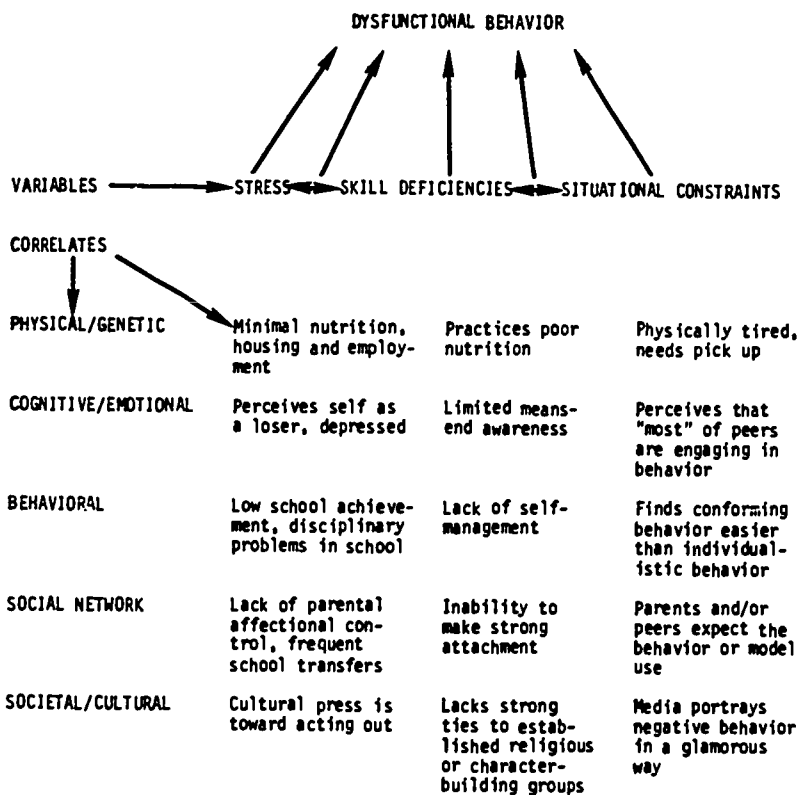 DYSFUNCTIONAL BEHAVIOR
VARIABLES STRESS SKILL DEFICIENCIES SITUATIONAL CONSTRAINTS
CORRELATES
PHYSICAL/GENETIC Minimal nutrition, Practices poor Physically tired,
housing and employ- nutrition needs pick up
ment
COGNITIVE/EMOTIONAL Perceives self as Limited means- Perceives that
a loser, depressed end awareness "most" of peers
are engaging in
behavior
BEHAVIORAL Low school achieve- Lack of self- Finds conforming
ment, disciplinary management behavior easier
problems in school than individual-
istic behavior
SOCIAL NETWORK Lack of parental Inability to Parents and/or
affectional con- make strong peers expect the
trol, frequent attachment behavior or model
school transfers use
SOCIETAL/CULTURAL Cultural press is Lacks strong Media portrays
toward acting out ties to estab- negative behavior
lished religious in a glamorous
or character- way
building groups